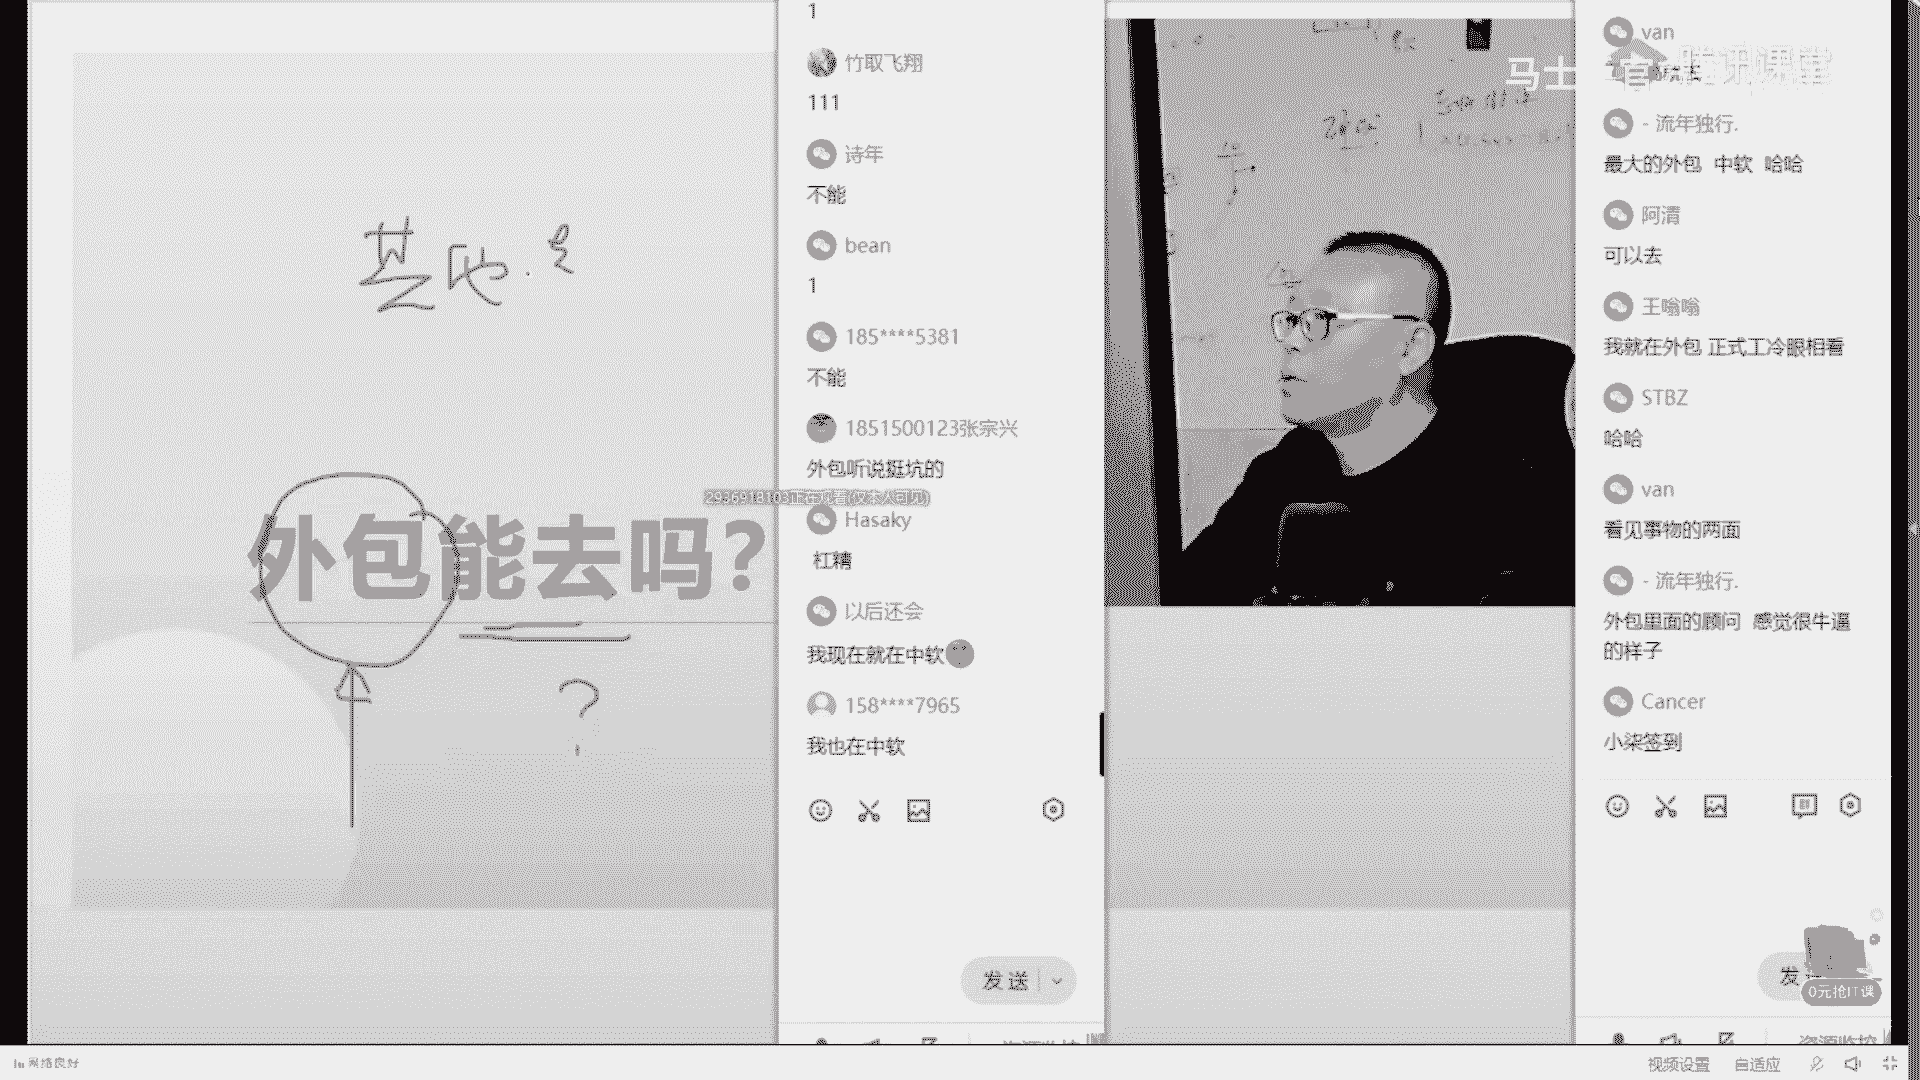 基地.
外包能去吗?
?
1
竹取飞翔
111
诗年
不能
bean
1
185****5381
不能
1851500123张宗兴
外包听说挺坑的
2936918103正在观看(仅本人可见)
Hasaky
杠精
以后还会
我现在就在中软
158****7965
我也在中软
发送
马士
腾讯课堂
van
- 流年独行.
最大的外包 中软 哈哈
阿清
可以去
王嗡嗡
我就在外包 正式工冷眼相看
STBZ
哈哈
van
看见事物的两面
- 流年独行.
外包里面的顾问 感觉很牛逼
的样子
Cancer
小柒签到
发
0元抢IT课
网络良好
视频设置
自适应